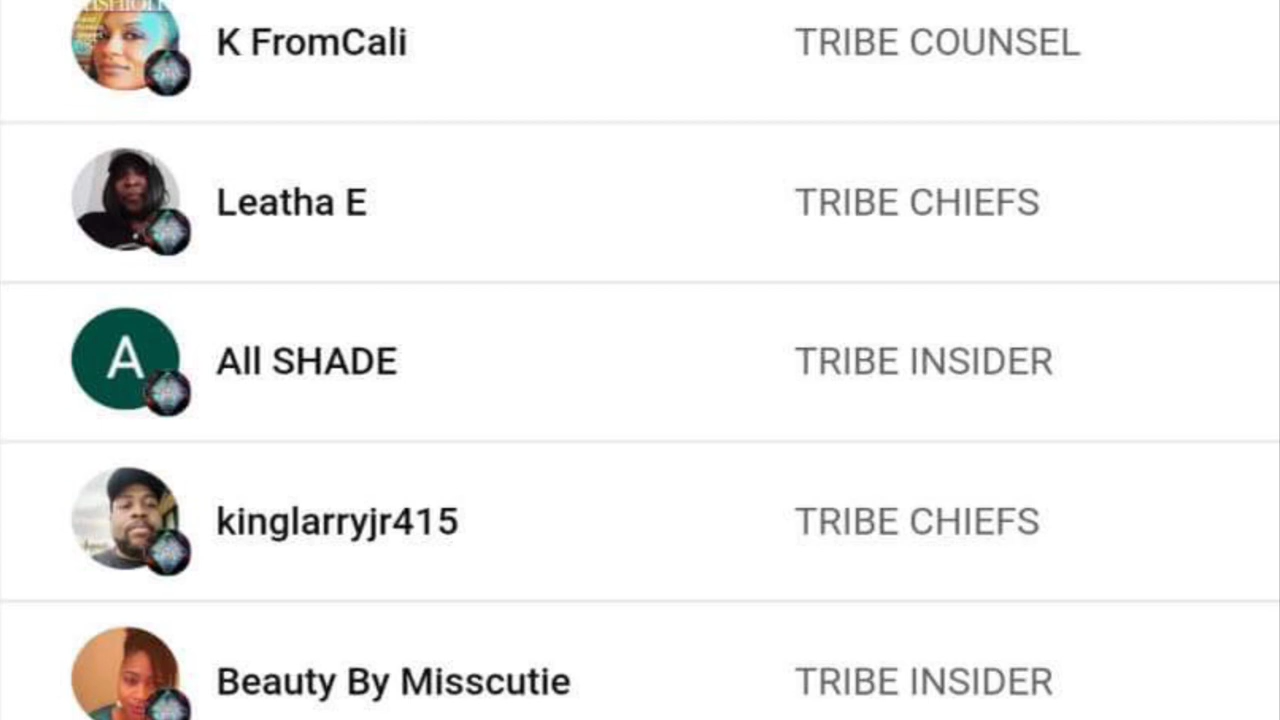 K FromCali TRIBE COUNSEL
Leatha E TRIBE CHIEFS
A All SHADE TRIBE INSIDER
kinglarryjr415 TRIBE CHIEFS
Beauty By Misscutie TRIBE INSIDER